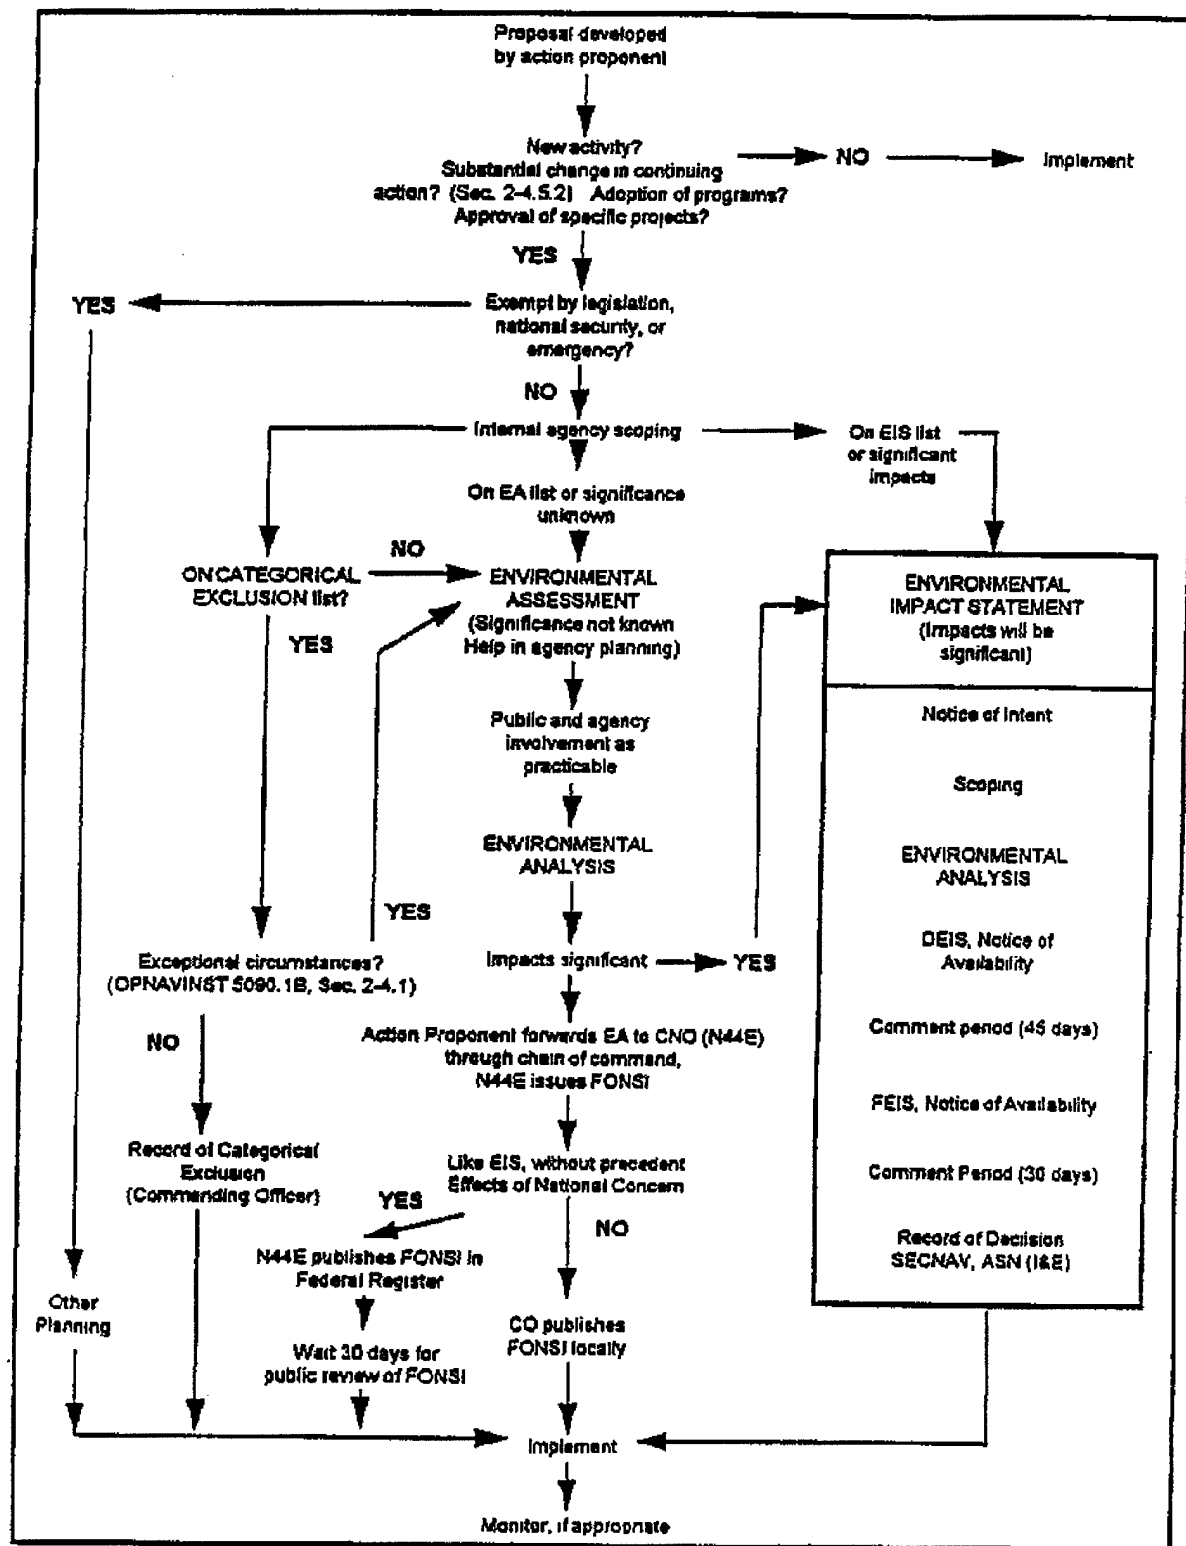 Proposal developed
by action proponent
New activity?
Substantial change in continuing
action? (Sec. 2-4.5.2) Adoption of programs?
Approval of specific projects?
NO
Implement
YES
YES
Exempt by legislation,
national security, or
emergency?
NO
Internal agency scoping
On EIS list
or significant
impacts
On EA list or significance
unknown
NO
ON CATEGORICAL
EXCLUSION list?
ENVIRONMENTAL
ASSESSMENT
(Significance not known
Help in agency planning)
ENVIRONMENTAL
IMPACT STATEMENT
(Impacts will be
significant)
YES
Public and agency
involvement as
practicable
Notice of Intent
Scoping
ENVIRONMENTAL
ANALYSIS
ENVIRONMENTAL
ANALYSIS
YES
Exceptional circumstances?
(OPNAVINST 5090.1B, Sec. 2-4.1)
Impacts significant
YES
DEIS, Notice of
Availability
NO
Action Proponent forwards EA to CNO (N44E)
through chain of command,
N44E issues FONSI
Comment period (45 days)
FEIS, Notice of Availability
Record of Categorical
Exclusion
(Commanding Officer)
Like EIS, without precedent
Effects of National Concern
Comment Period (30 days)
YES
NO
Record of Decision
SECNAV, ASN (I&E)
N44E publishes FONSI in
Federal Register
Other
Planning
CO publishes
FONSI locally
Wait 30 days for
public review of FONSI
Implement
Monitor, if appropriate